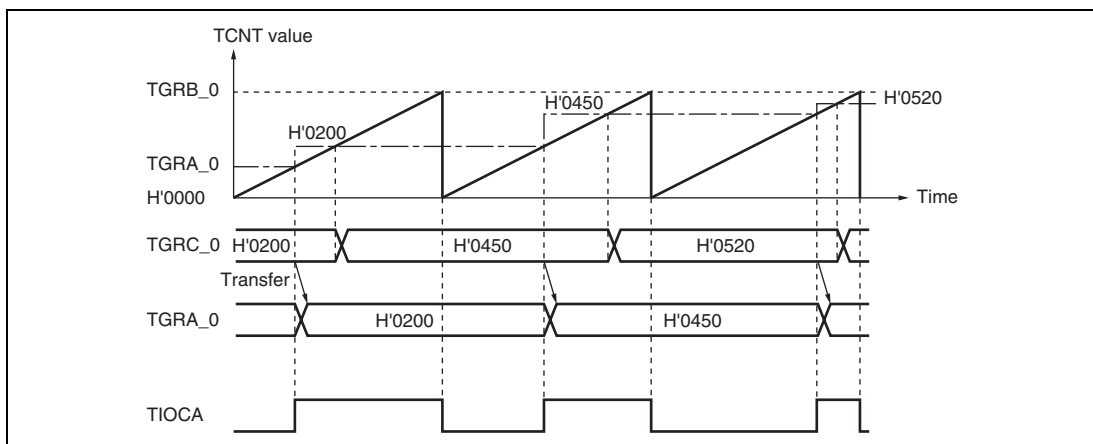 TCNT value
TGRB_0
H'0450
H'0520
H'0200
TGRA_0
H'0000
Time
TGRC_0
H'0200
H'0450
H'0520
Transfer
TGRA_0
H'0200
H'0450
TIOCA